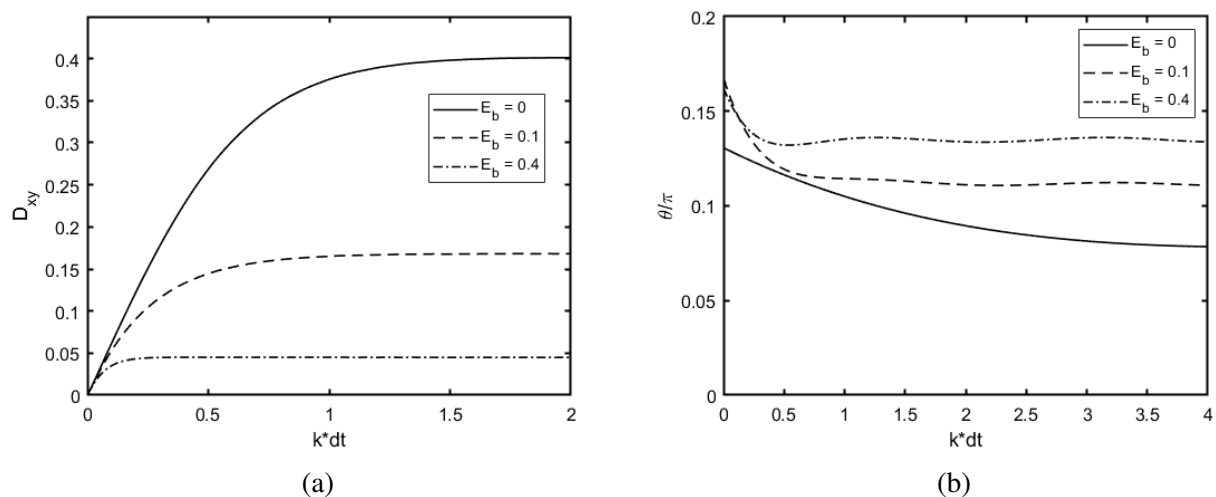 0.4
0.35
0.3
0.25
0.2
0.15
0.1
0.05
0
D_xy
E_b = 0
E_b = 0.1
E_b = 0.4
0 0.5 1 1.5 2
k*dt
(a)
0.2
0.15
0.1
0.05
0
θ/π
E_b = 0
E_b = 0.1
E_b = 0.4
0 0.5 1 1.5 2 2.5 3 3.5 4
k*dt
(b)